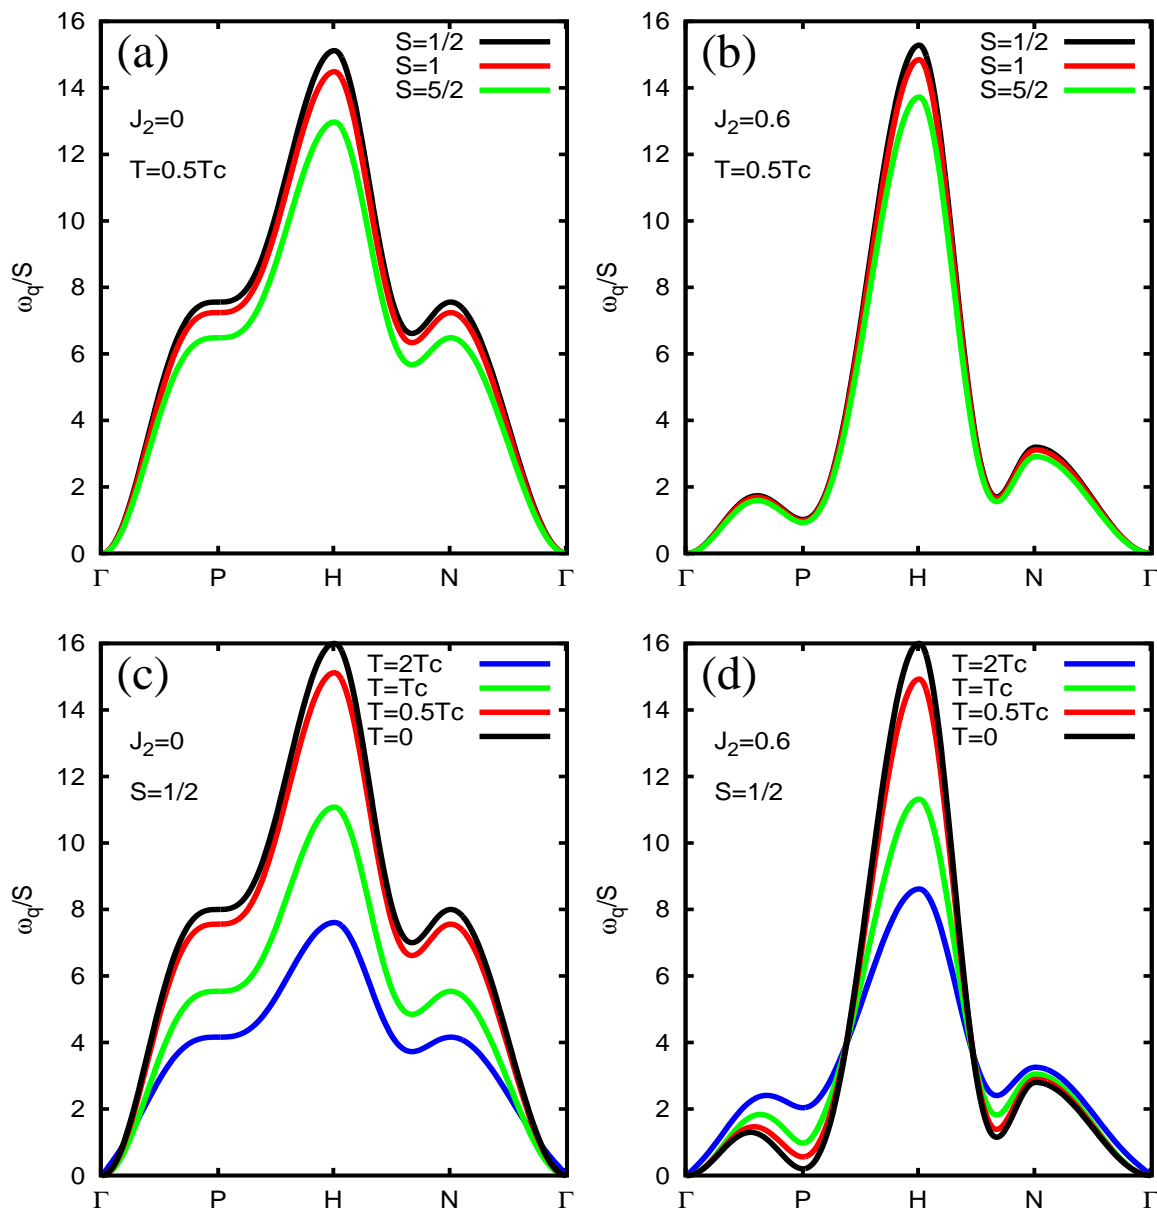 (a)
S=1/2
S=1
S=5/2
J2=0
T=0.5Tc
ωq/S
16
14
12
10
8
6
4
2
0
Γ P H N Γ
(b)
S=1/2
S=1
S=5/2
J2=0.6
T=0.5Tc
ωq/S
16
14
12
10
8
6
4
2
0
Γ P H N Γ
(c)
T=2Tc
T=Tc
T=0.5Tc
T=0
J2=0
S=1/2
ωq/S
16
14
12
10
8
6
4
2
0
Γ P H N Γ
(d)
T=2Tc
T=Tc
T=0.5Tc
T=0
J2=0.6
S=1/2
ωq/S
16
14
12
10
8
6
4
2
0
Γ P H N Γ